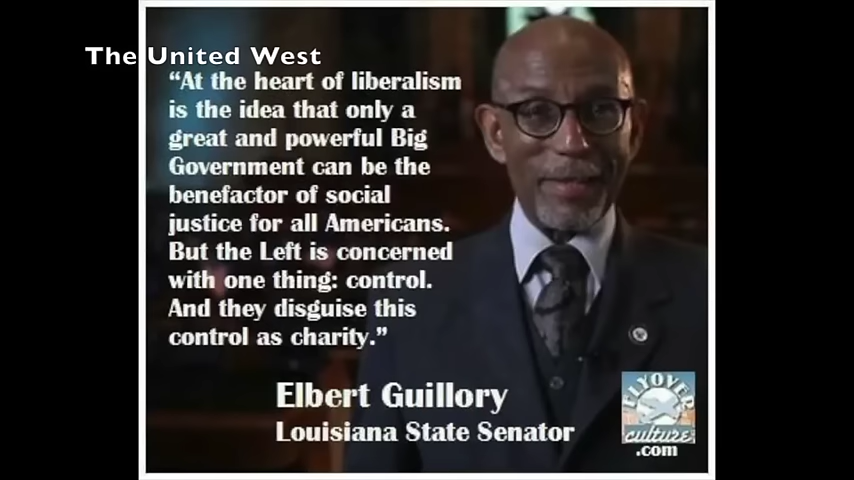 The United West
“At the heart of liberalism
is the idea that only a
great and powerful Big
Government can be the
benefactor of social
justice for all Americans.
But the Left is concerned
with one thing: control.
And they disguise this
control as charity.”
Elbert Guillory
Louisiana State Senator
FLYOVER
culture
.com